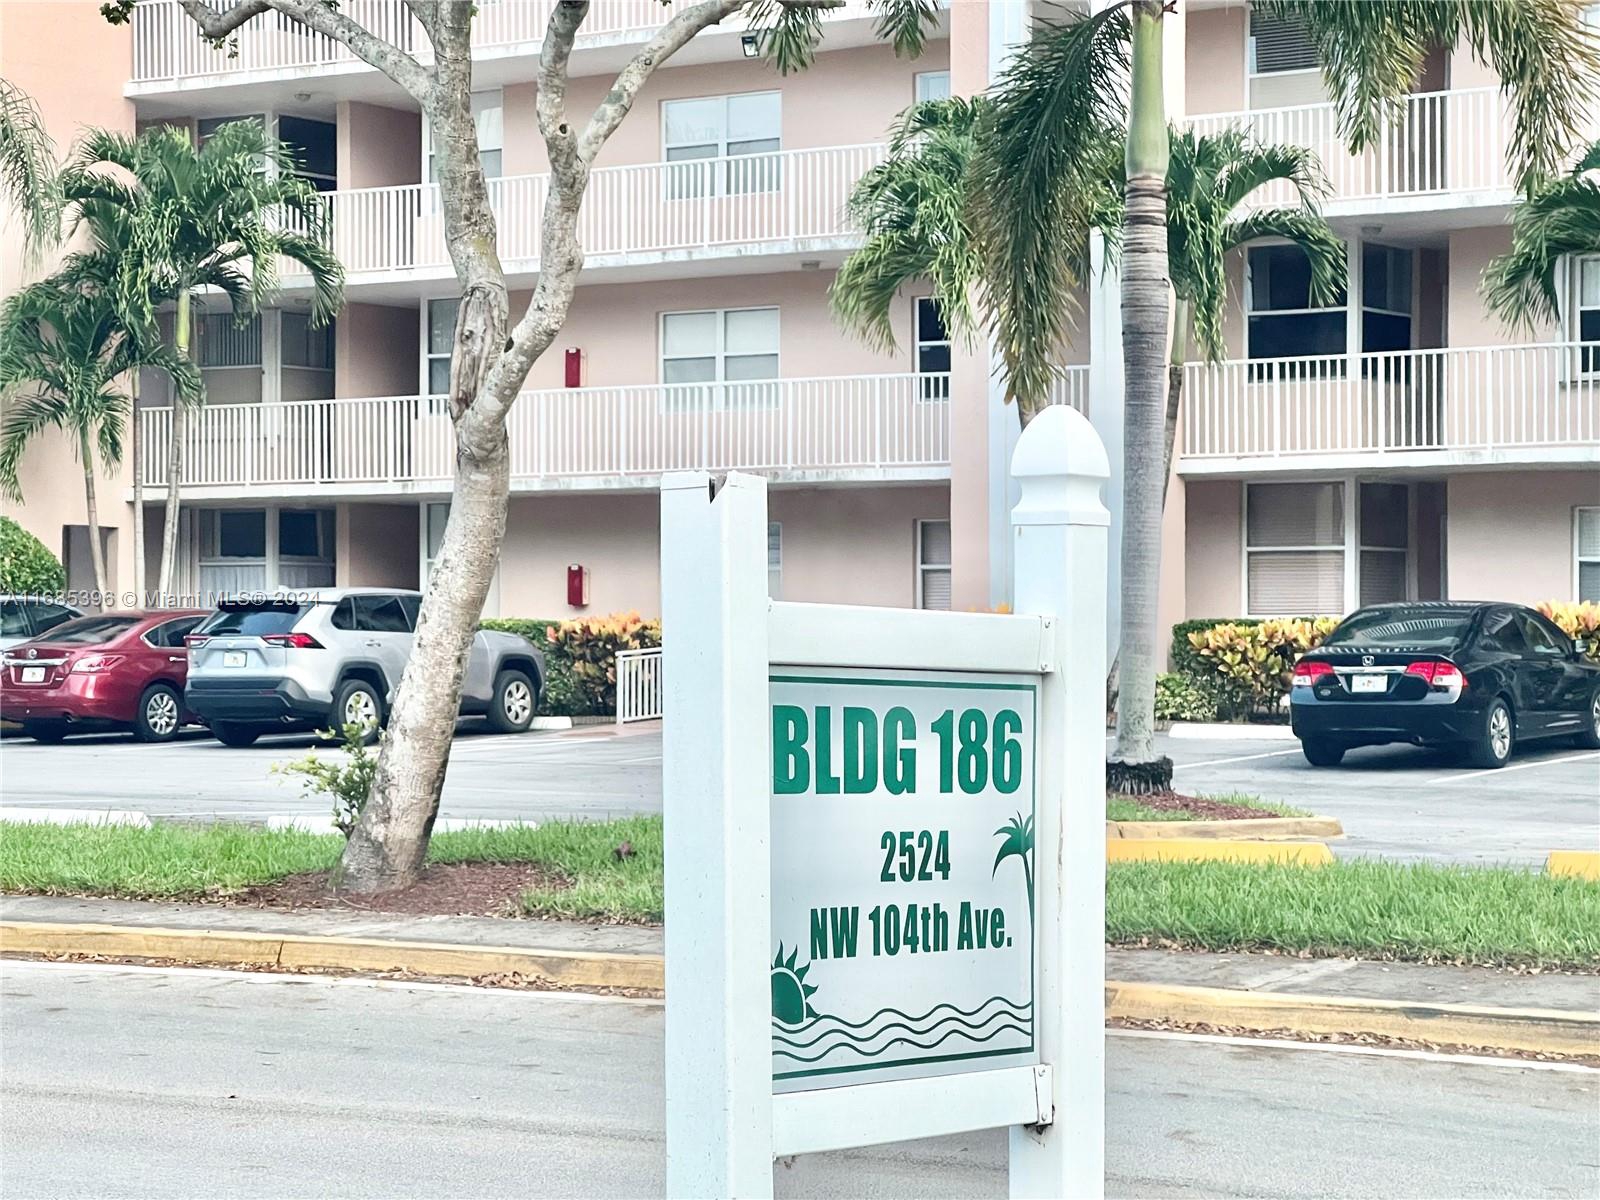 A11685396 © Miami MLS® 2024
BLDG 186
2524
NW 104th Ave.